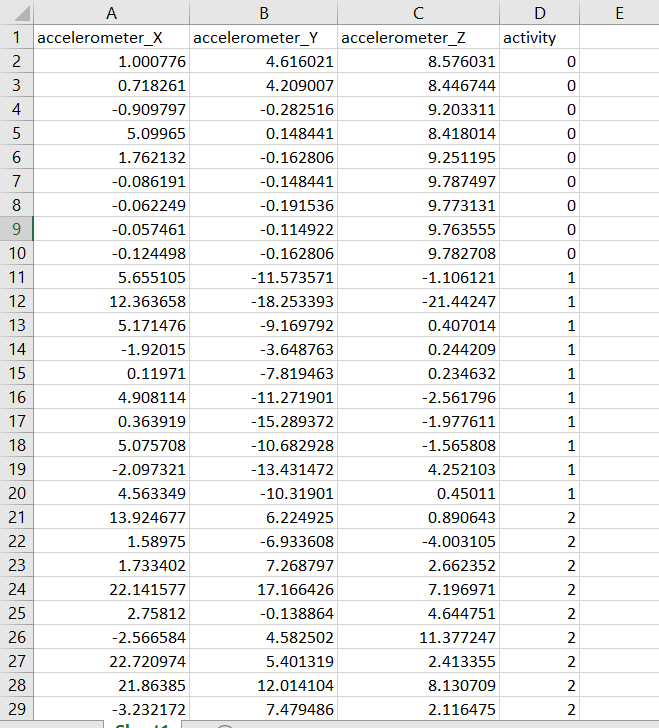 A B C D E
1 accelerometer_X accelerometer_Y accelerometer_Z activity
2 1.000776 4.616021 8.576031 0
3 0.718261 4.209007 8.446744 0
4 -0.909797 -0.282516 9.203311 0
5 5.09965 0.148441 8.418014 0
6 1.762132 -0.162806 9.251195 0
7 -0.086191 -0.148441 9.787497 0
8 -0.062249 -0.191536 9.773131 0
9 -0.057461 -0.114922 9.763555 0
10 -0.124498 -0.162806 9.782708 0
11 5.655105 -11.573571 -1.106121 1
12 12.363658 -18.253393 -21.44247 1
13 5.171476 -9.169792 0.407014 1
14 -1.92015 -3.648763 0.244209 1
15 0.11971 -7.819463 0.234632 1
16 4.908114 -11.271901 -2.561796 1
17 0.363919 -15.289372 -1.977611 1
18 5.075708 -10.682928 -1.565808 1
19 -2.097321 -13.431472 4.252103 1
20 4.563349 -10.31901 0.45011 1
21 13.924677 6.224925 0.890643 2
22 1.58975 -6.933608 -4.003105 2
23 1.733402 7.268797 2.662352 2
24 22.141577 17.166426 7.196971 2
25 2.75812 -0.138864 4.644751 2
26 -2.566584 4.582502 11.377247 2
27 22.720974 5.401319 2.413355 2
28 21.86385 12.014104 8.130709 2
29 -3.232172 7.479486 2.116475 2